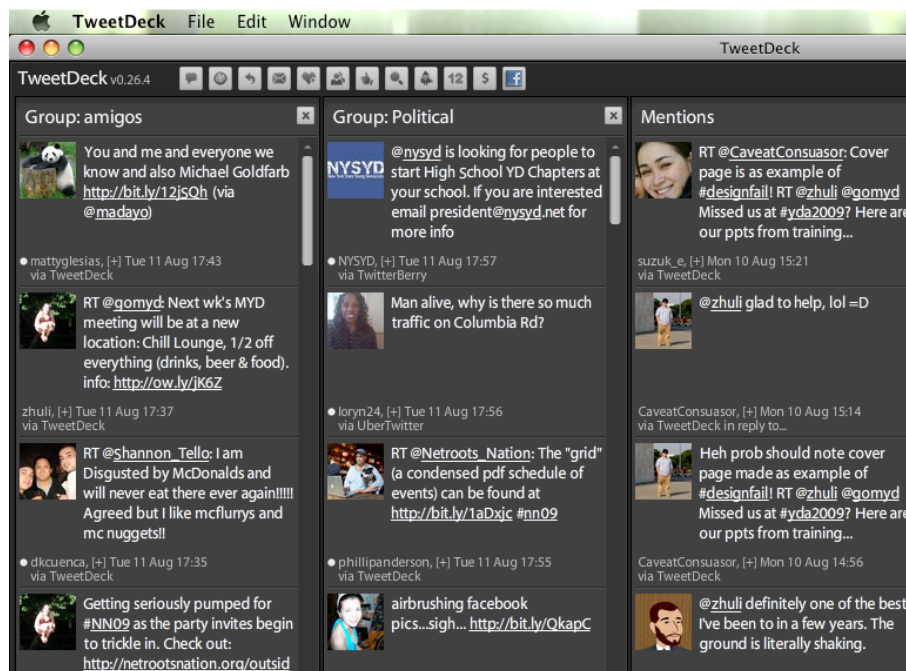 TweetDeck File Edit Window
TweetDeck
TweetDeck v0.26.4
12 $ f
Group: amigos
You and me and everyone we
know and also Michael Goldfarb
http://bit.ly/12jSQh (via
@madayo)
mattyglesias, [+] Tue 11 Aug 17:43
via TweetDeck
RT @gomyd: Next wk's MYD
meeting will be at a new
location: Chill Lounge, 1/2 off
everything (drinks, beer & food).
info: http://ow.ly/jK6Z
zhuli, [+] Tue 11 Aug 17:37
via TweetDeck
RT @Shannon_Tello: I am
Disgusted by McDonalds and
will never eat there ever again!!!!!
Agreed but I like mcflurrys and
mc nuggets!!
dkcuenca, [+] Tue 11 Aug 17:35
via TweetDeck
Getting seriously pumped for
#NN09 as the party invites begin
to trickle in. Check out:
http://netrootsnation.org/outsid
Group: Political
NYSYD
@nysyd is looking for people to
start High School YD Chapters at
your school. If you are interested
email president@nysyd.net for
more info
NYSYD, [+] Tue 11 Aug 17:57
via TwitterBerry
Man alive, why is there so much
traffic on Columbia Rd?
loryn24, [+] Tue 11 Aug 17:56
via UberTwitter
RT @Netroots_Nation: The "grid"
(a condensed pdf schedule of
events) can be found at
http://bit.ly/1aDxjc #nn09
phillipanderson, [+] Tue 11 Aug 17:55
via TweetDeck
airbrushing facebook
pics...sigh... http://bit.ly/QkapC
Mentions
RT @CaveatConsuasor: Cover
page is as example of
#designfail! RT @zhuli @gomyd
Missed us at #yda2009? Here are
our ppts from training...
suzuk_e, [+] Mon 10 Aug 15:21
via TweetDeck
@zhuli glad to help, lol =D
CaveatConsuasor, [+] Mon 10 Aug 15:14
via TweetDeck in reply to...
Heh prob should note cover
page made as example of
#designfail! RT @zhuli @gomyd
Missed us at #yda2009? Here are
our ppts from training...
CaveatConsuasor, [+] Mon 10 Aug 14:56
via TweetDeck
@zhuli definitely one of the best
I've been to in a few years. The
ground is literally shaking.